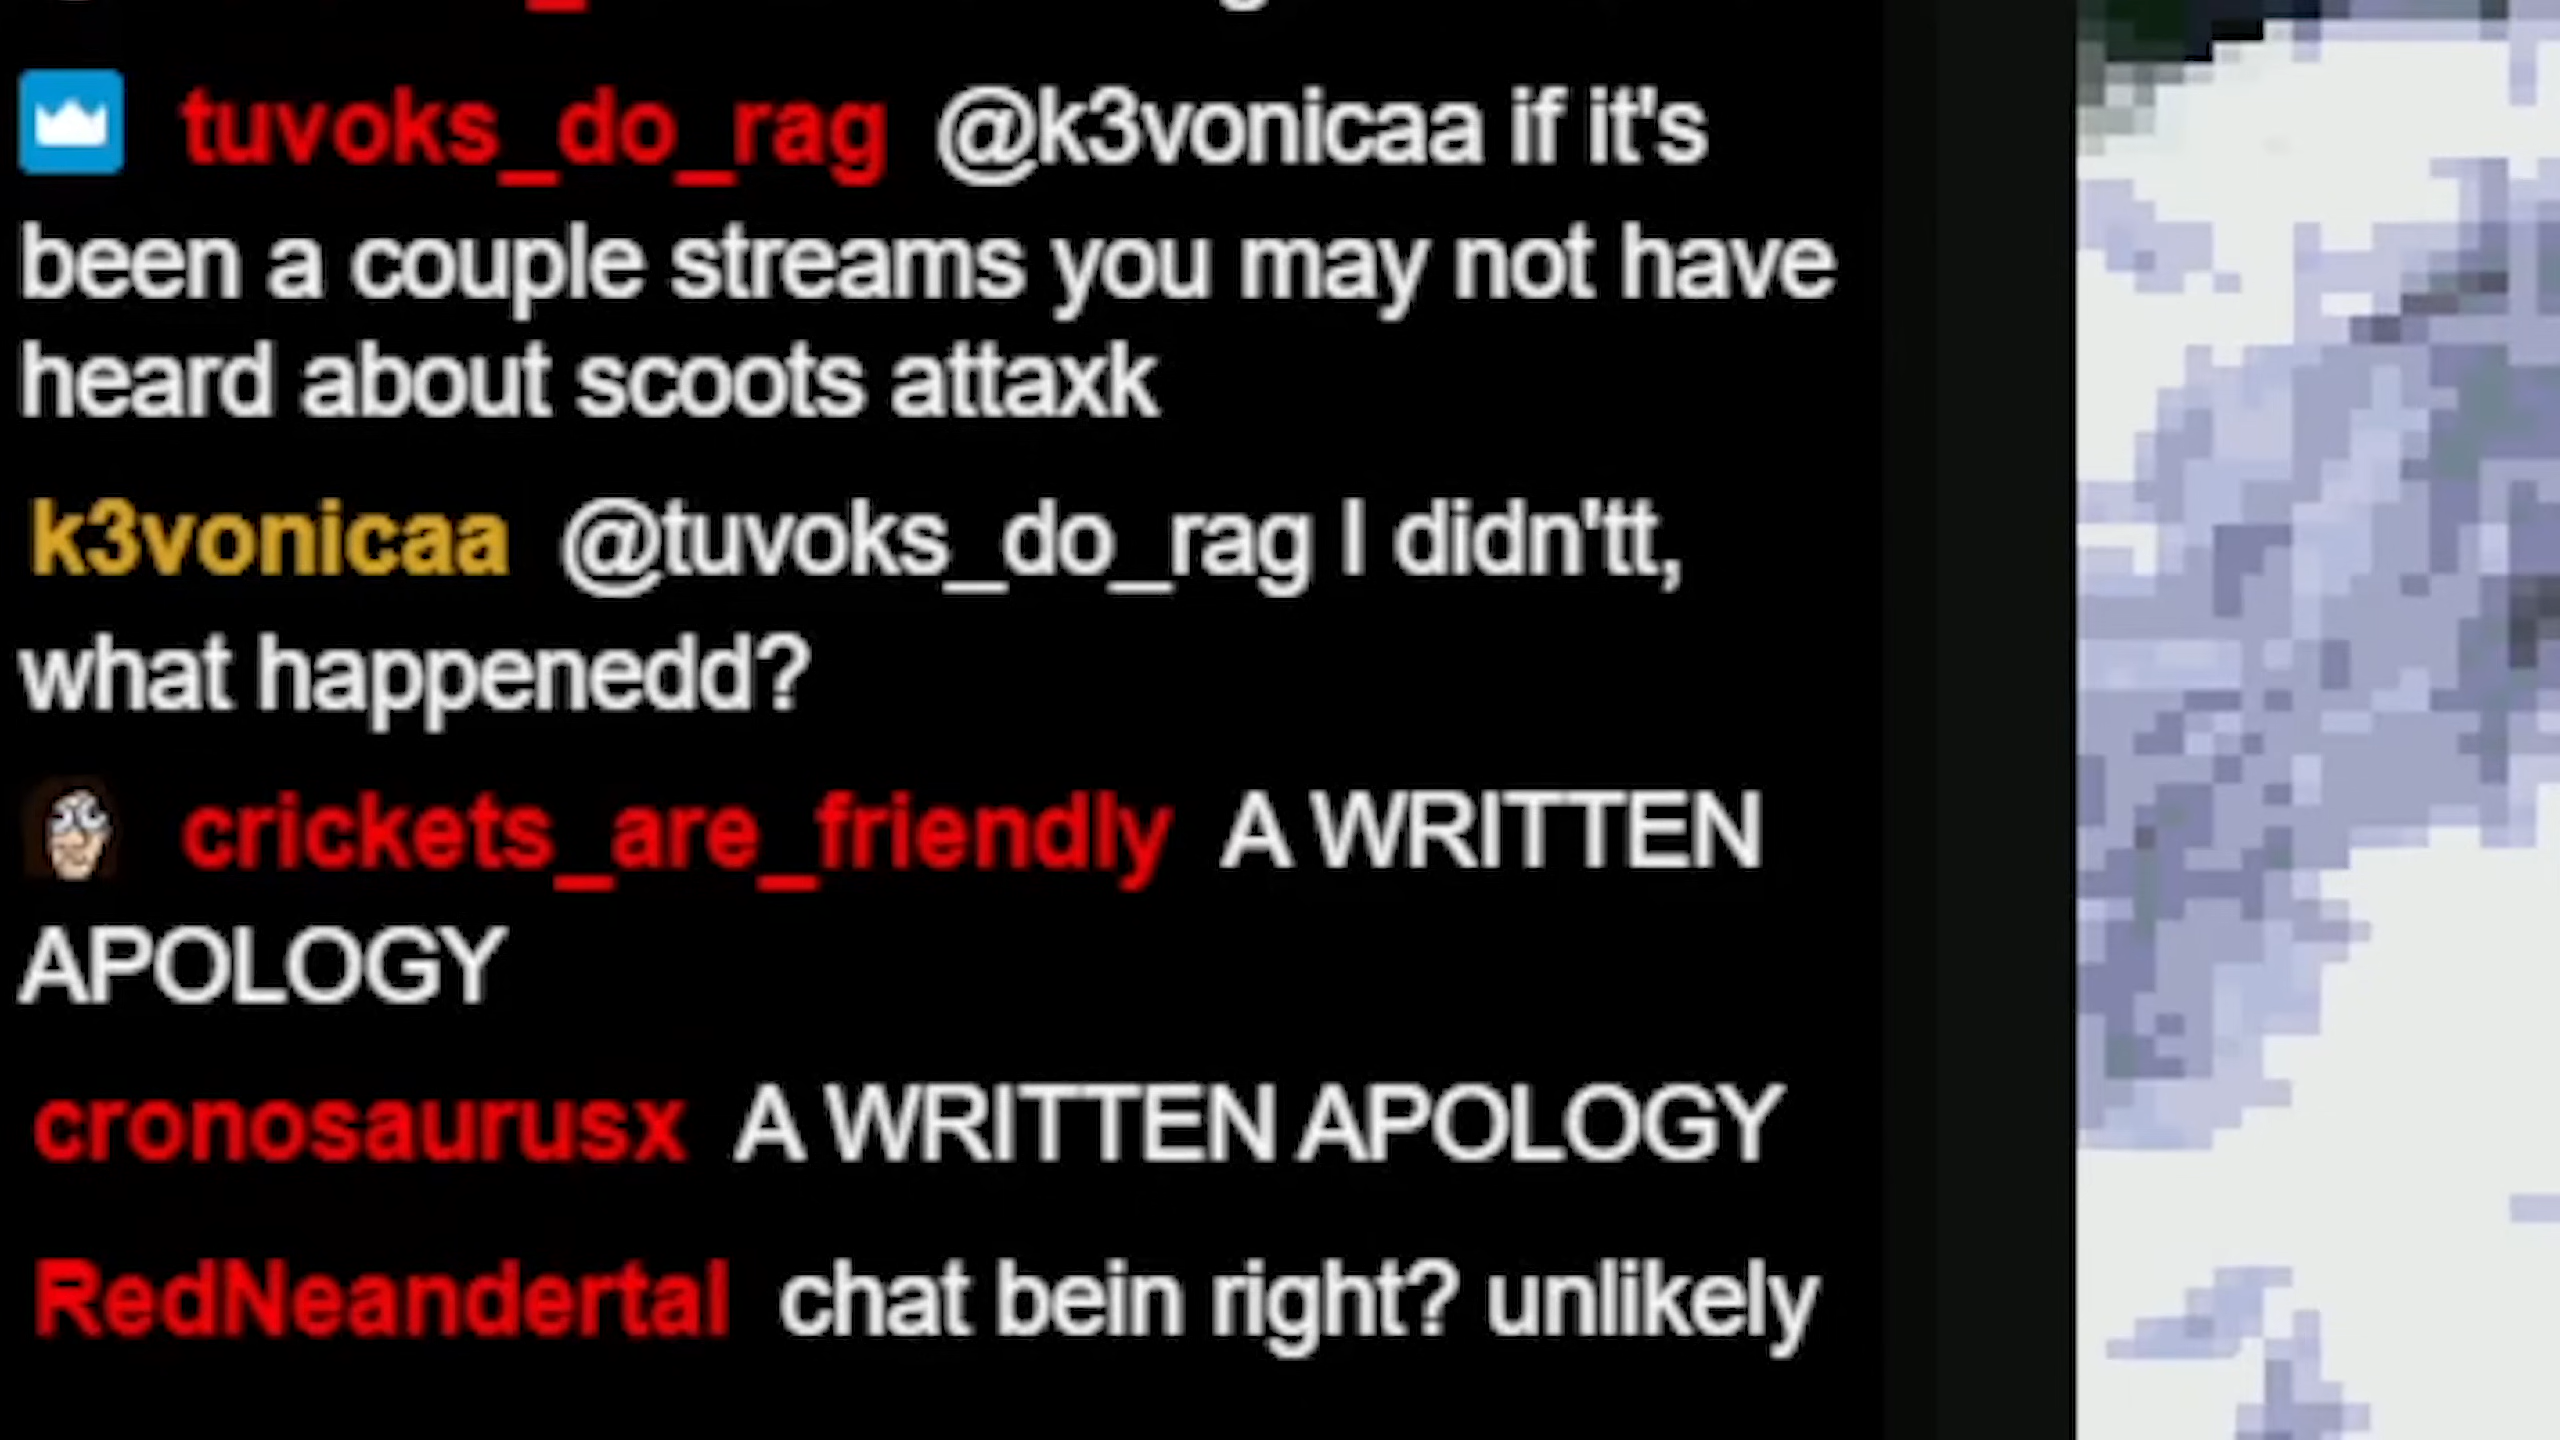 tuvoks_do_rag @k3vonicaa if it's
been a couple streams you may not have
heard about scoots attaxk
k3vonicaa @tuvoks_do_rag I didn'tt,
what happenedd?
crickets_are_friendly A WRITTEN
APOLOGY
cronosaurusx A WRITTEN APOLOGY
RedNeandertal chat bein right? unlikely